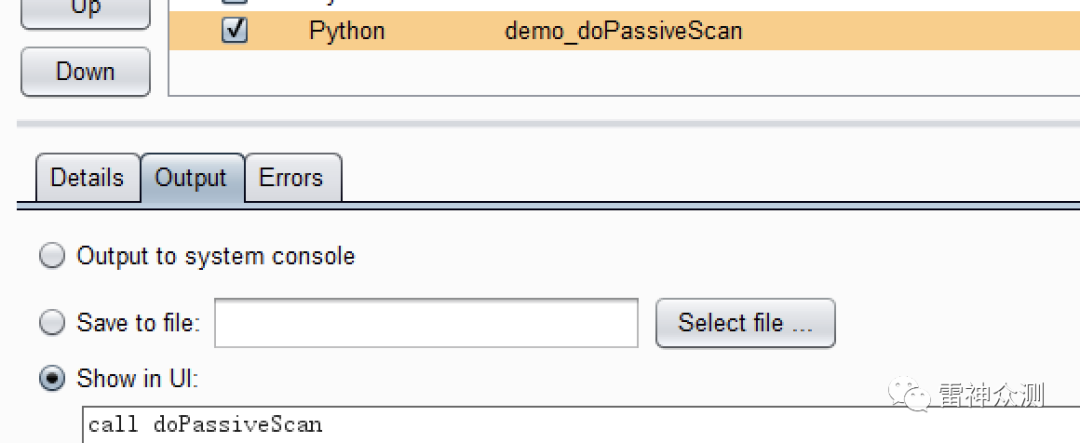 Up
Python demo_doPassiveScan
Down
Details Output Errors
Output to system console
Save to file: Select file ...
Show in UI:
雷神众测
call doPassiveScan